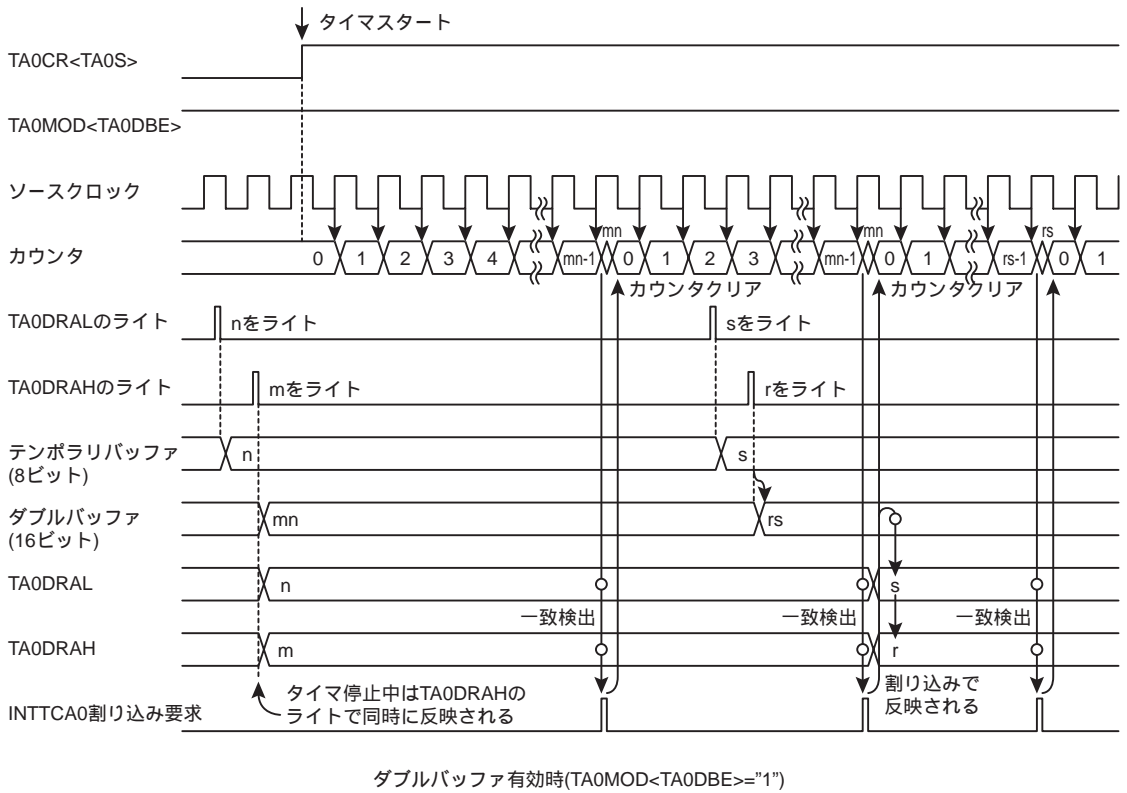 タイマスタート
TA0CR<TA0S>
TA0MOD<TA0DBE>
ソースクロック
カウンタ
0 1 2 3 4 mn-1 mn 0 1 2 3 mn-1 mn 0 1 rs-1 rs 0 1
カウンタクリア
カウンタクリア
TA0DRALのライト
nをライト
sをライト
TA0DRAHのライト
mをライト
rをライト
テンポラリバッファ
(8ビット)
n
s
ダブルバッファ
(16ビット)
mn
rs
TA0DRAL
n
s
一致検出
一致検出
一致検出
TA0DRAH
m
r
INTTCA0割り込み要求
タイマ停止中はTA0DRAHの
ライトで同時に反映される
割り込みで
反映される
ダブルバッファ有効時(TA0MOD<TA0DBE>=”1”)